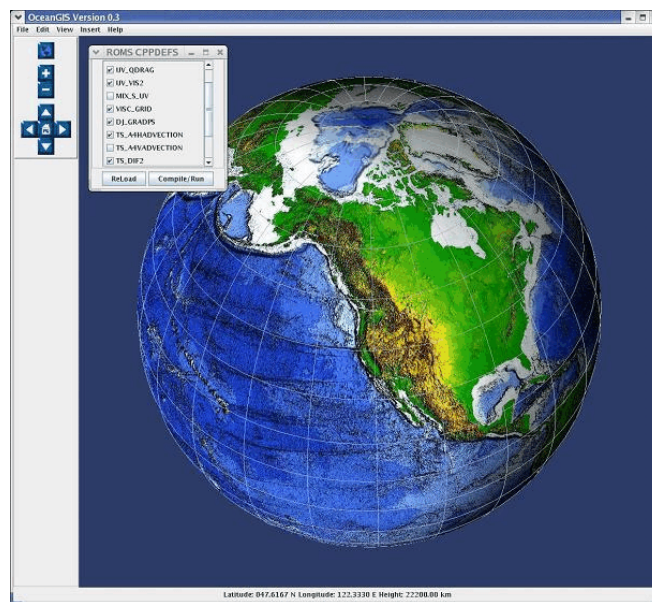 OceanGIS Version 0.3
File Edit View Insert Help
ROMS CPPDEFS
UV_QDRAG
UV_VIS2
MIX_S_UV
VISC_GRID
DJ_GRADPS
TS_A4HADVECTION
TS_A4VADVECTION
TS_DIF2
ReLoad Compile/Run
Latitude: 047.6167 N Longitude: 122.3330 E Height: 22200.00 km